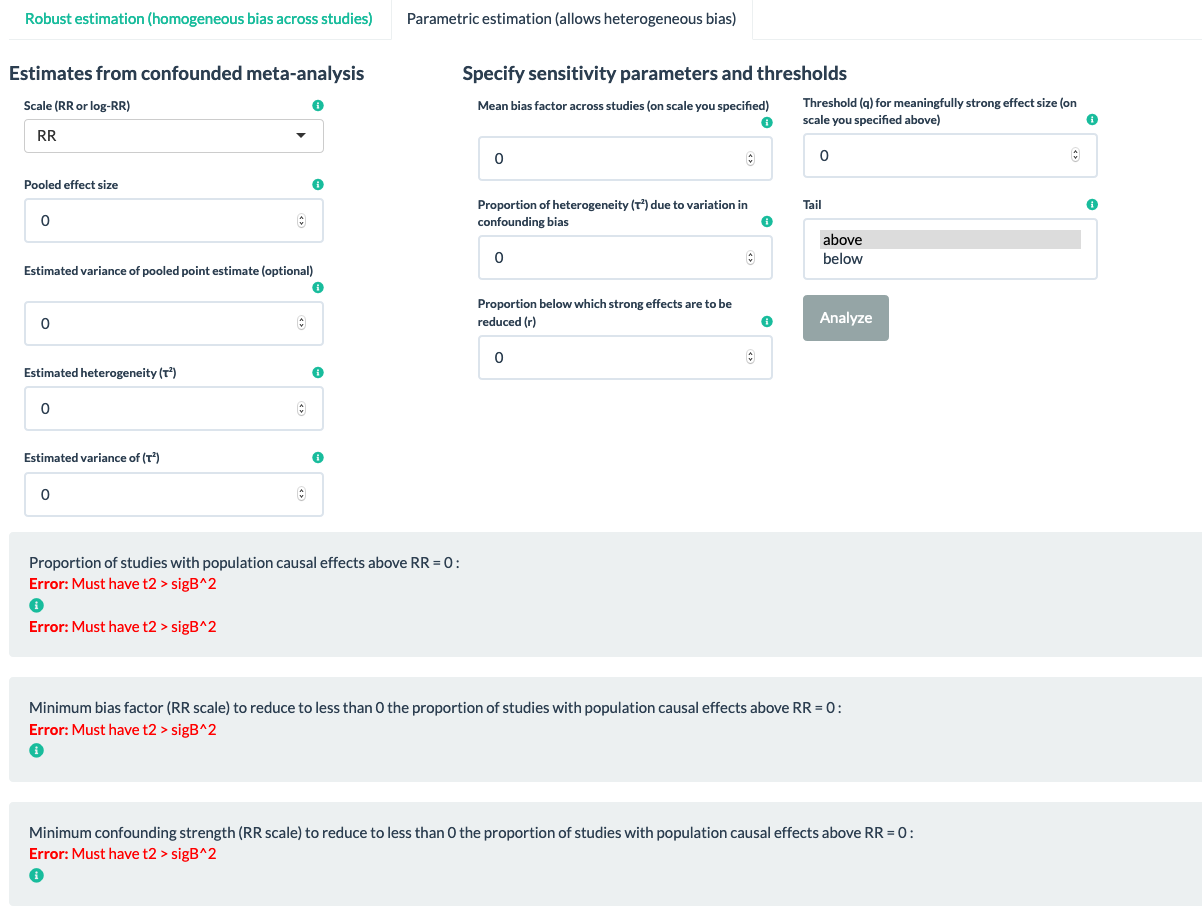 Robust estimation (homogeneous bias across studies)
Parametric estimation (allows heterogeneous bias)
Estimates from confounded meta-analysis
Scale (RR or log-RR)
RR
Pooled effect size
0
Estimated variance of pooled point estimate (optional)
0
Estimated heterogeneity (τ²)
0
Estimated variance of (τ²)
0
Specify sensitivity parameters and thresholds
Mean bias factor across studies (on scale you specified)
0
Proportion of heterogeneity (τ²) due to variation in
confounding bias
0
Proportion below which strong effects are to be
reduced (r)
0
Threshold (q) for meaningfully strong effect size (on
scale you specified above)
0
Tail
above
below
Analyze
Proportion of studies with population causal effects above RR = 0 :
Error: Must have t2 > sigB^2
Error: Must have t2 > sigB^2
Minimum bias factor (RR scale) to reduce to less than 0 the proportion of studies with population causal effects above RR = 0 :
Error: Must have t2 > sigB^2
Minimum confounding strength (RR scale) to reduce to less than 0 the proportion of studies with population causal effects above RR = 0 :
Error: Must have t2 > sigB^2